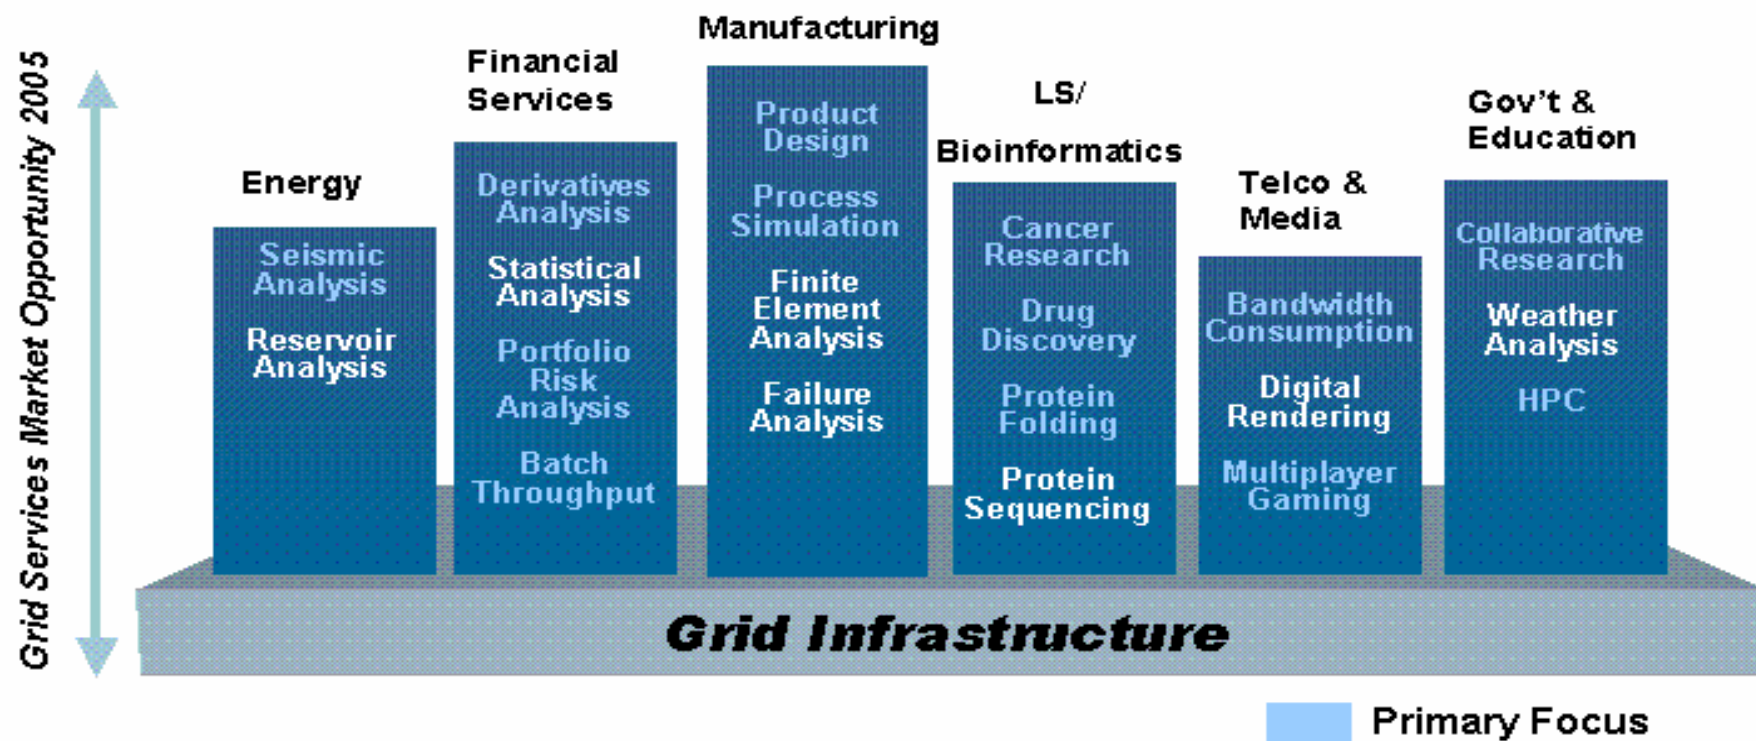 Grid Services Market Opportunity 2005
Energy
Seismic
Analysis
Reservoir
Analysis
Financial
Services
Derivatives
Analysis
Statistical
Analysis
Portfolio
Risk
Analysis
Batch
Throughput
Manufacturing
Product
Design
Process
Simulation
Finite
Element
Analysis
Failure
Analysis
LS/
Bioinformatics
Cancer
Research
Drug
Discovery
Protein
Folding
Protein
Sequencing
Telco &
Media
Bandwidth
Consumption
Digital
Rendering
Multiplayer
Gaming
Gov't &
Education
Collaborative
Research
Weather
Analysis
HPC
Grid Infrastructure
Primary Focus